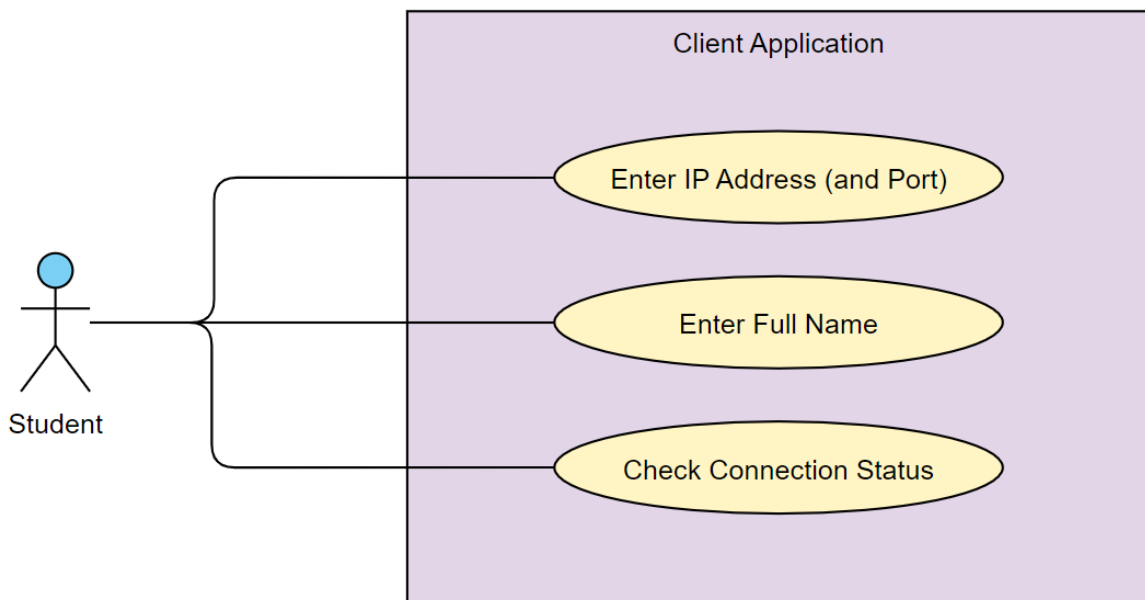 Client Application
Enter IP Address (and Port)
Enter Full Name
Check Connection Status
Student